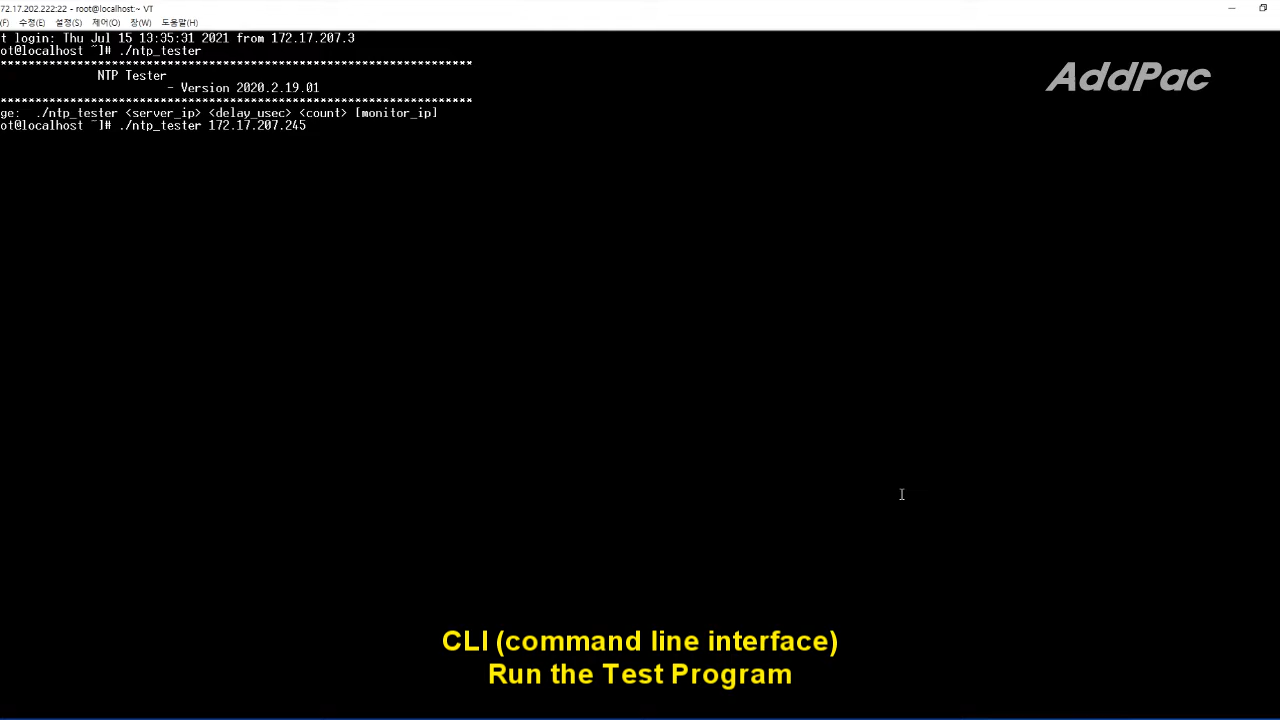 72.17.202.222:22 - root@localhost:~ VT
(F) 수정(E) 설정(S) 제어(O) 창(W) 도움말(H)
t login: Thu Jul 15 13:35:31 2021 from 172.17.207.3
ot@localhost ~]# ./ntp_tester
********************************************************************
NTP Tester
- Version 2020.2.19.01
********************************************************************
ge: ./ntp_tester <server_ip> <delay_usec> <count> [monitor_ip]
ot@localhost ~]# ./ntp_tester 172.17.207.245
AddPac
CLI (command line interface)
Run the Test Program